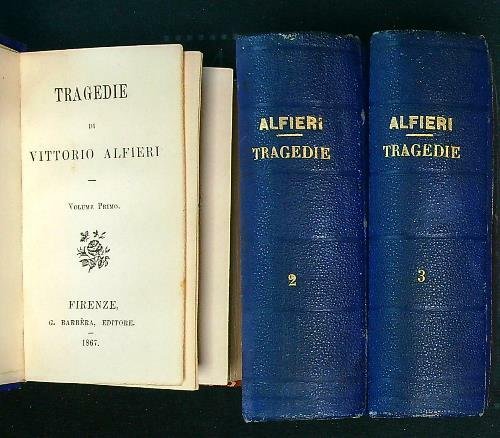 TRAGEDIE
DI
VITTORIO ALFIERI
Volume Primo.
FIRENZE,
G. BARBÈRA, EDITORE.
1867.
ALFIERI
TRAGEDIE
2
ALFIERI
TRAGEDIE
3